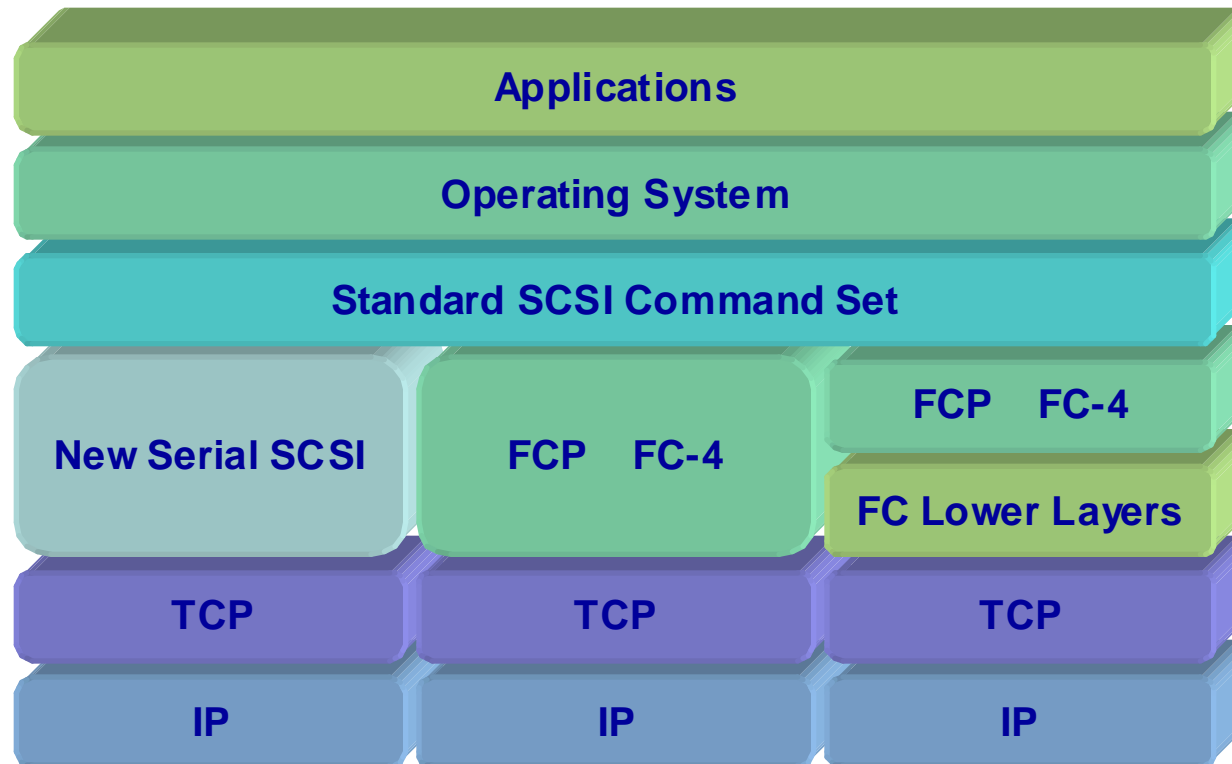 Applications
Operating System
Standard SCSI Command Set
New Serial SCSI
FCP FC-4
FCP FC-4
FC Lower Layers
TCP
TCP
TCP
IP
IP
IP